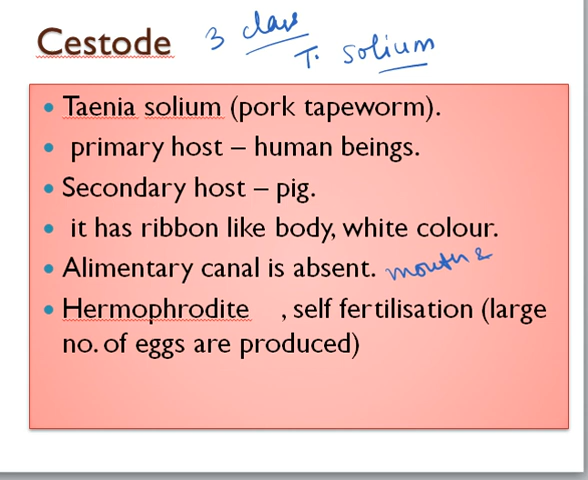 Cestode 3 class
T. solium
• Taenia solium (pork tapeworm).
• primary host – human beings.
• Secondary host – pig.
• it has ribbon like body, white colour.
• Alimentary canal is absent. mouth &
• Hermophrodite , self fertilisation (large
no. of eggs are produced)